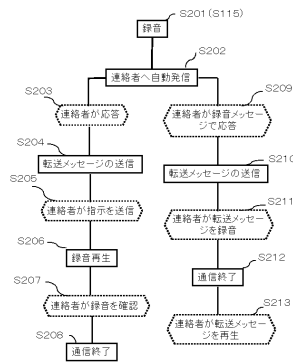 S201(S115)
録音
S202
連絡者へ自動発信
S203
連絡者が応答
S204
転送メッセージの送信
S205
連絡者が指示を送信
S206
録音再生
S207
連絡者が録音を確認
S208
通信終了
S209
連絡者が録音メッセー
ジで応答
S210
転送メッセージの送信
S211
連絡者が転送メッセー
ジを録音
S212
通信終了
S213
連絡者が転送メッセー
ジを再生